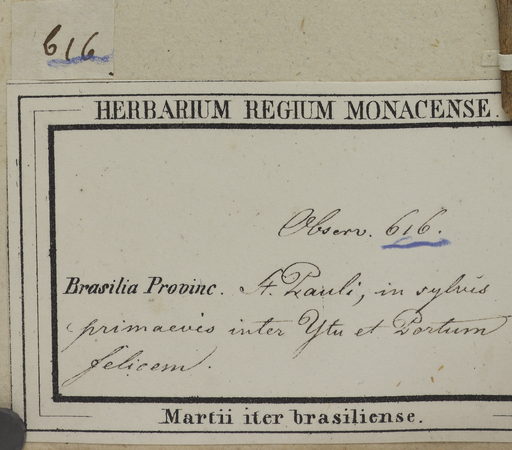 616
HERBARIUM REGIUM MONACENSE.
Observ. 616.
Brasilia Provinc. S. Pauli, in sylvis
primaevis inter Ytu et Portum
felicem.
Martii iter brasiliense.